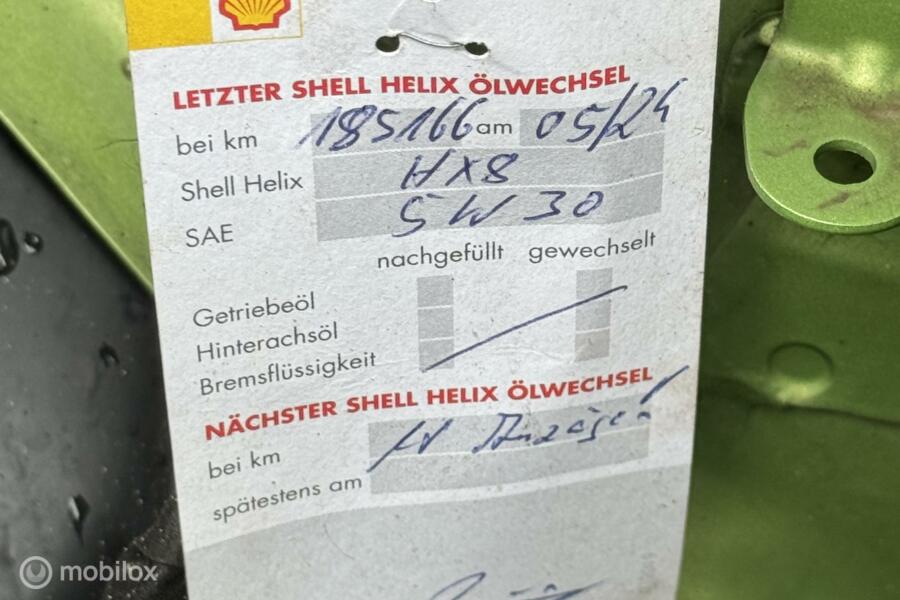 LETZTER SHELL HELIX ÖLWECHSEL
bei km 185166 am 05/24
Shell Helix HX8
SAE 5W30
nachgefüllt gewechselt
Getriebeöl
Hinterachsöl
Bremsflüssigkeit
NÄCHSTER SHELL HELIX ÖLWECHSEL
bei km
spätestens am
mobilox